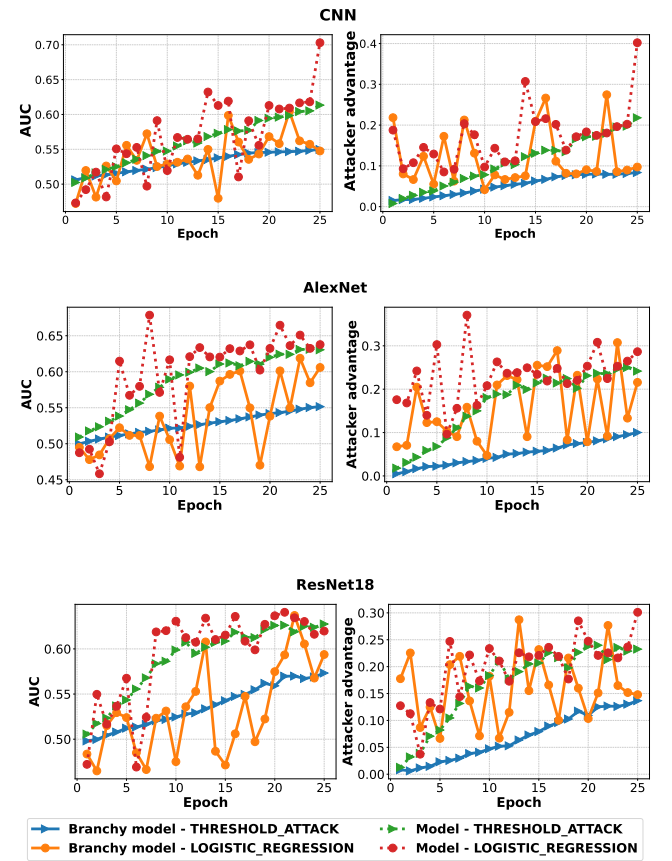 CNN
AUC
0.70
0.65
0.60
0.55
0.50
0 5 10 15 20 25
Epoch
Attacker advantage
0.4
0.3
0.2
0.1
0.0
0 5 10 15 20 25
Epoch
AlexNet
AUC
0.65
0.60
0.55
0.50
0.45
0 5 10 15 20 25
Epoch
Attacker advantage
0.3
0.2
0.1
0.0
0 5 10 15 20 25
Epoch
ResNet18
AUC
0.60
0.55
0.50
0 5 10 15 20 25
Epoch
Attacker advantage
0.30
0.25
0.20
0.15
0.10
0.05
0.00
0 5 10 15 20 25
Epoch
Branchy model - THRESHOLD_ATTACK
Branchy model - LOGISTIC_REGRESSION
Model - THRESHOLD_ATTACK
Model - LOGISTIC_REGRESSION